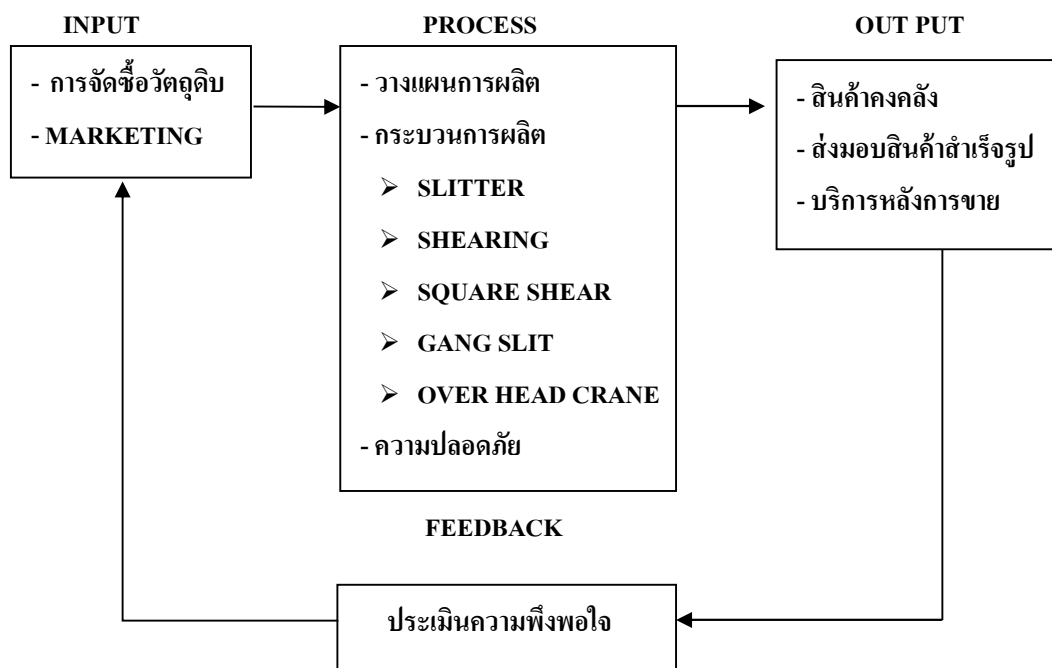 INPUT
- การจัดซื้อวัตถุดิบ
- MARKETING
PROCESS
- วางแผนการผลิต
- กระบวนการผลิต
➢ SLITTER
➢ SHEARING
➢ SQUARE SHEAR
➢ GANG SLIT
➢ OVER HEAD CRANE
- ความปลอดภัย
OUT PUT
- สินค้าคงคลัง
- ส่งมอบสินค้าสำเร็จรูป
- บริการหลังการขาย
FEEDBACK
ประเมินความพึงพอใจ